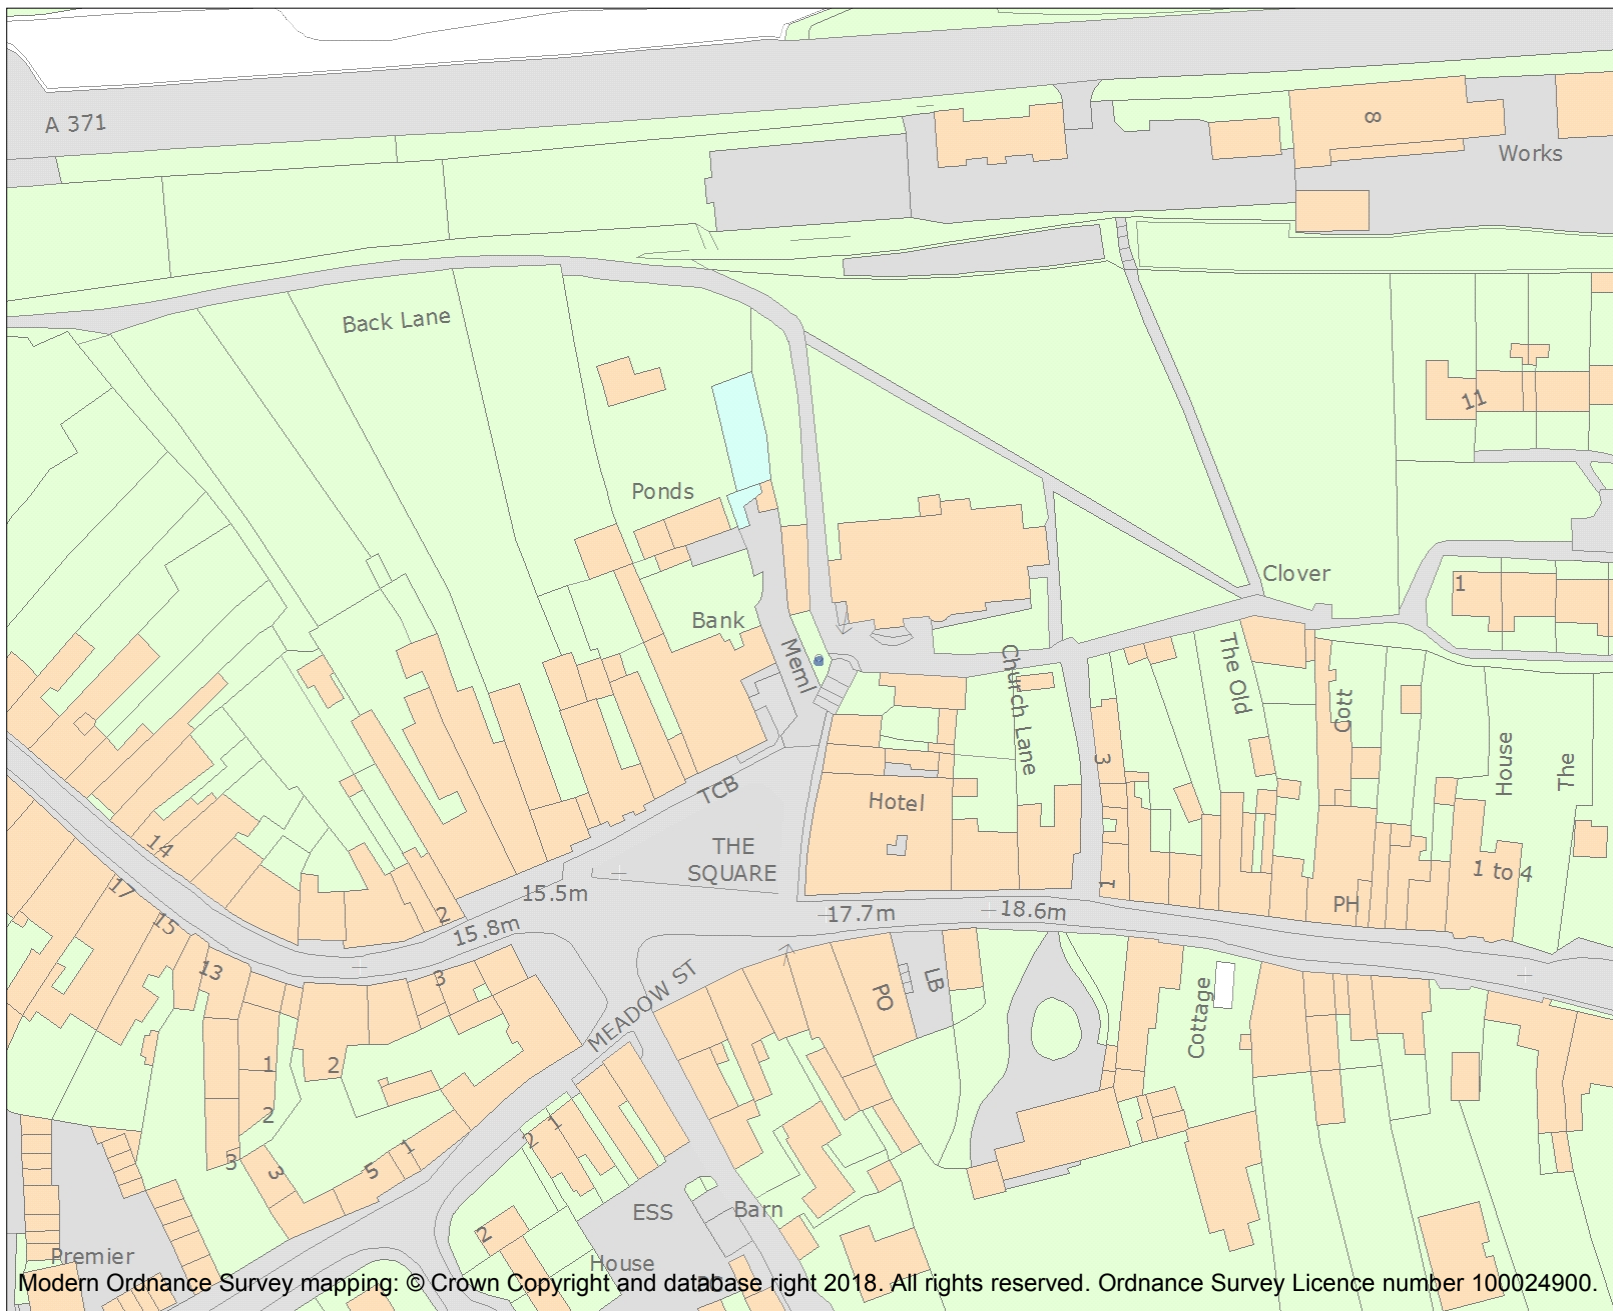 A 371
8
Works
Back Lane
11
Ponds
Clover
1
Bank
Meml
Church Lane
The Old
Cott
House
The
3
TCB
Hotel
THE
SQUARE
14
17
15
2
15.5m
15.8m
17.7m
18.6m
1
PH
1 to 4
13
3
MEADOW ST
PO
LB
Cottage
1
2
2
3
3
5
1
2
1
2
ESS
Barn
House
Premier
Modern Ordnance Survey mapping: © Crown Copyright and database right 2018. All rights reserved. Ordnance Survey Licence number 100024900.